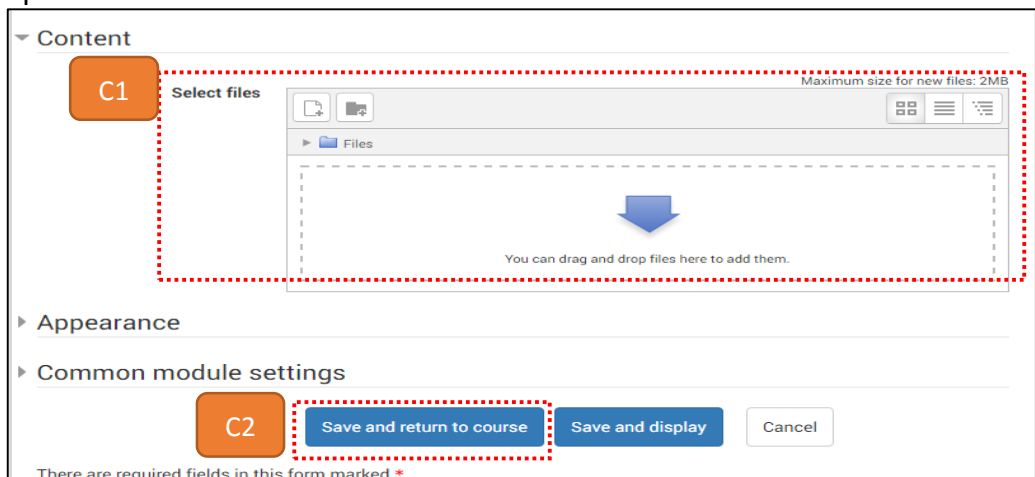 Content
C1
Maximum size for new files: 2MB
Select files
Files
You can drag and drop files here to add them.
Appearance
Common module settings
C2
Save and return to course Save and display Cancel
There are required fields in this form marked *